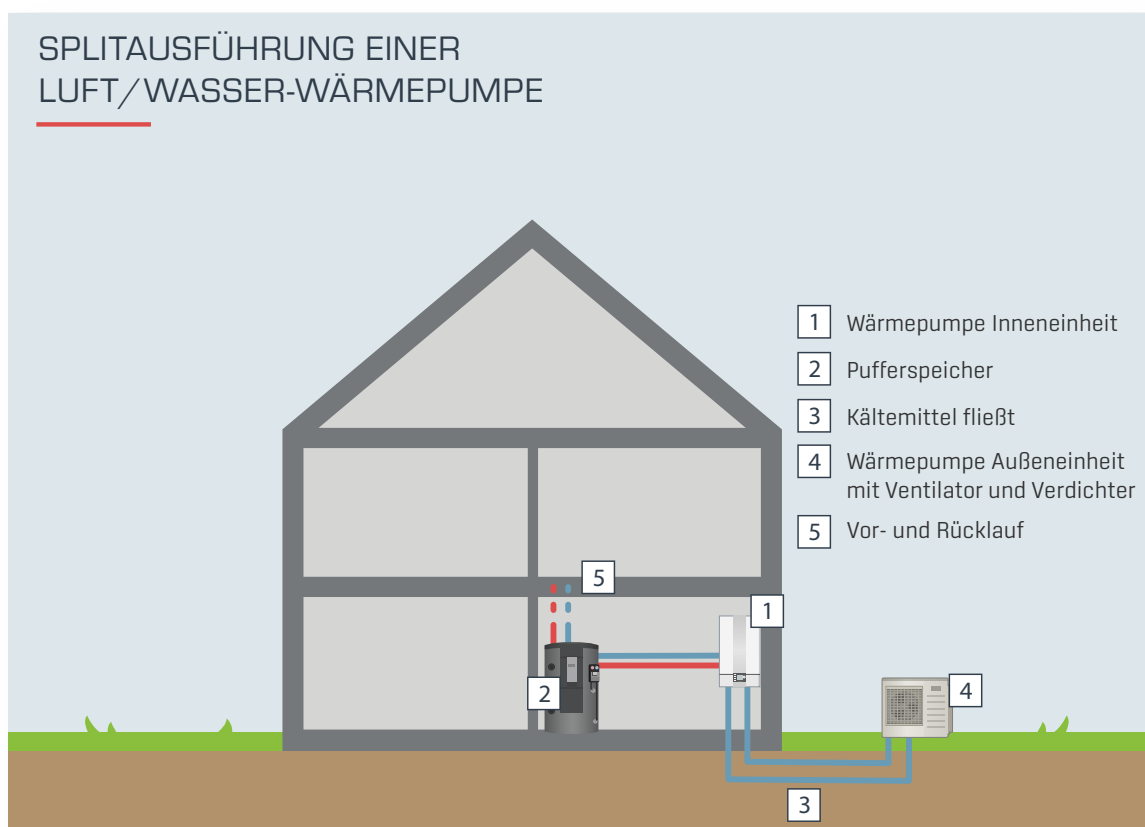 SPLITAUSFÜHRUNG EINER
LUFT/WASSER-WÄRMEPUMPE
1 Wärmepumpe Inneneinheit
2 Pufferspeicher
3 Kältemittel fließt
4 Wärmepumpe Außeneinheit
mit Ventilator und Verdichter
5 Vor- und Rücklauf
5
1
2
4
3